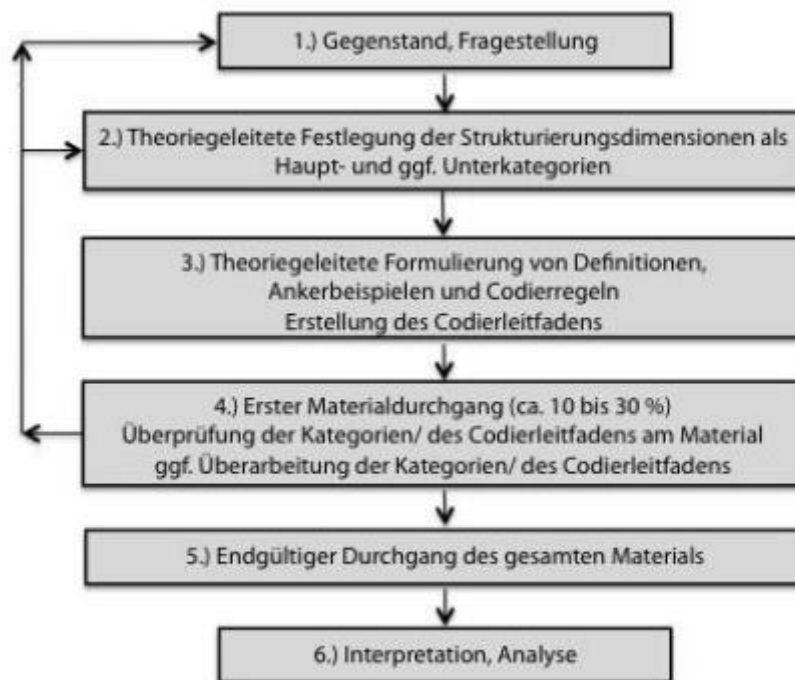 1.) Gegenstand, Fragestellung
2.) Theoriegeleitete Festlegung der Strukturierungsdimensionen als
Haupt- und ggf. Unterkategorien
3.) Theoriegeleitete Formulierung von Definitionen,
Ankerbeispielen und Codierregeln
Erstellung des Codierleitfadens
4.) Erster Materialdurchgang (ca. 10 bis 30 %)
Überprüfung der Kategorien/ des Codierleitfadens am Material
ggf. Überarbeitung der Kategorien/ des Codierleitfadens
5.) Endgültiger Durchgang des gesamten Materials
6.) Interpretation, Analyse